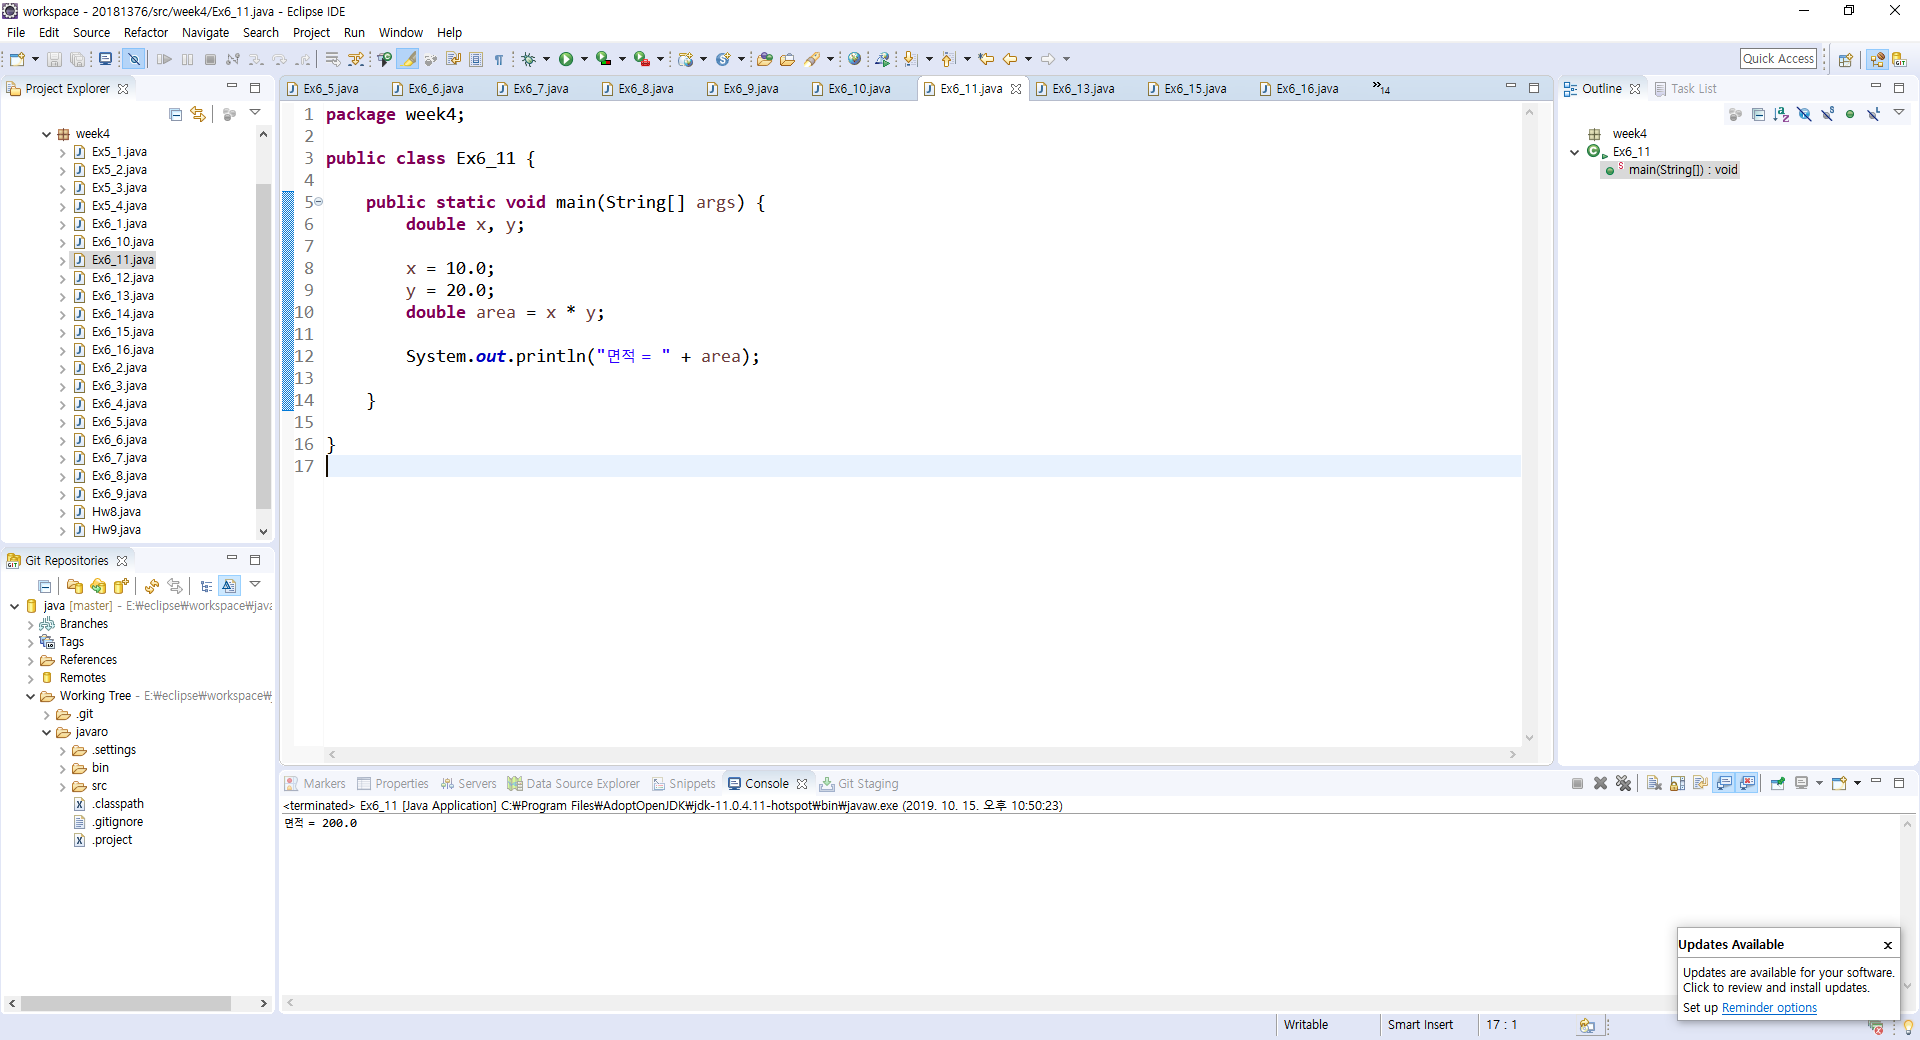 workspace - 20181376/src/week4/Ex6_11.java - Eclipse IDE
File Edit Source Refactor Navigate Search Project Run Window Help
Quick Access
Project Explorer
week4
Ex5_1.java
Ex5_2.java
Ex5_3.java
Ex5_4.java
Ex6_1.java
Ex6_10.java
Ex6_11.java
Ex6_12.java
Ex6_13.java
Ex6_14.java
Ex6_15.java
Ex6_16.java
Ex6_2.java
Ex6_3.java
Ex6_4.java
Ex6_5.java
Ex6_6.java
Ex6_7.java
Ex6_8.java
Ex6_9.java
Hw8.java
Hw9.java
Git Repositories
java [master] - E:₩eclipse₩workspace₩java
Branches
Tags
References
Remotes
Working Tree - E:₩eclipse₩workspace₩
.git
javaro
.settings
bin
src
.classpath
.gitignore
.project
Ex6_5.java Ex6_6.java Ex6_7.java Ex6_8.java Ex6_9.java Ex6_10.java Ex6_11.java Ex6_13.java Ex6_15.java Ex6_16.java »14
1 package week4;
2
3 public class Ex6_11 {
4
5 public static void main(String[] args) {
6 double x, y;
7
8 x = 10.0;
9 y = 20.0;
10 double area = x * y;
11
12 System.out.println("면적 = " + area);
13
14 }
15
16 }
17
Outline Task List
week4
Ex6_11
main(String[]) : void
Markers Properties Servers Data Source Explorer Snippets Console Git Staging
<terminated> Ex6_11 [Java Application] C:₩Program Files₩AdoptOpenJDK₩jdk-11.0.4.11-hotspot₩bin₩javaw.exe (2019. 10. 15. 오후 10:50:23)
면적 = 200.0
Updates Available
Updates are available for your software.
Click to review and install updates.
Set up Reminder options
Writable Smart Insert 17 : 1